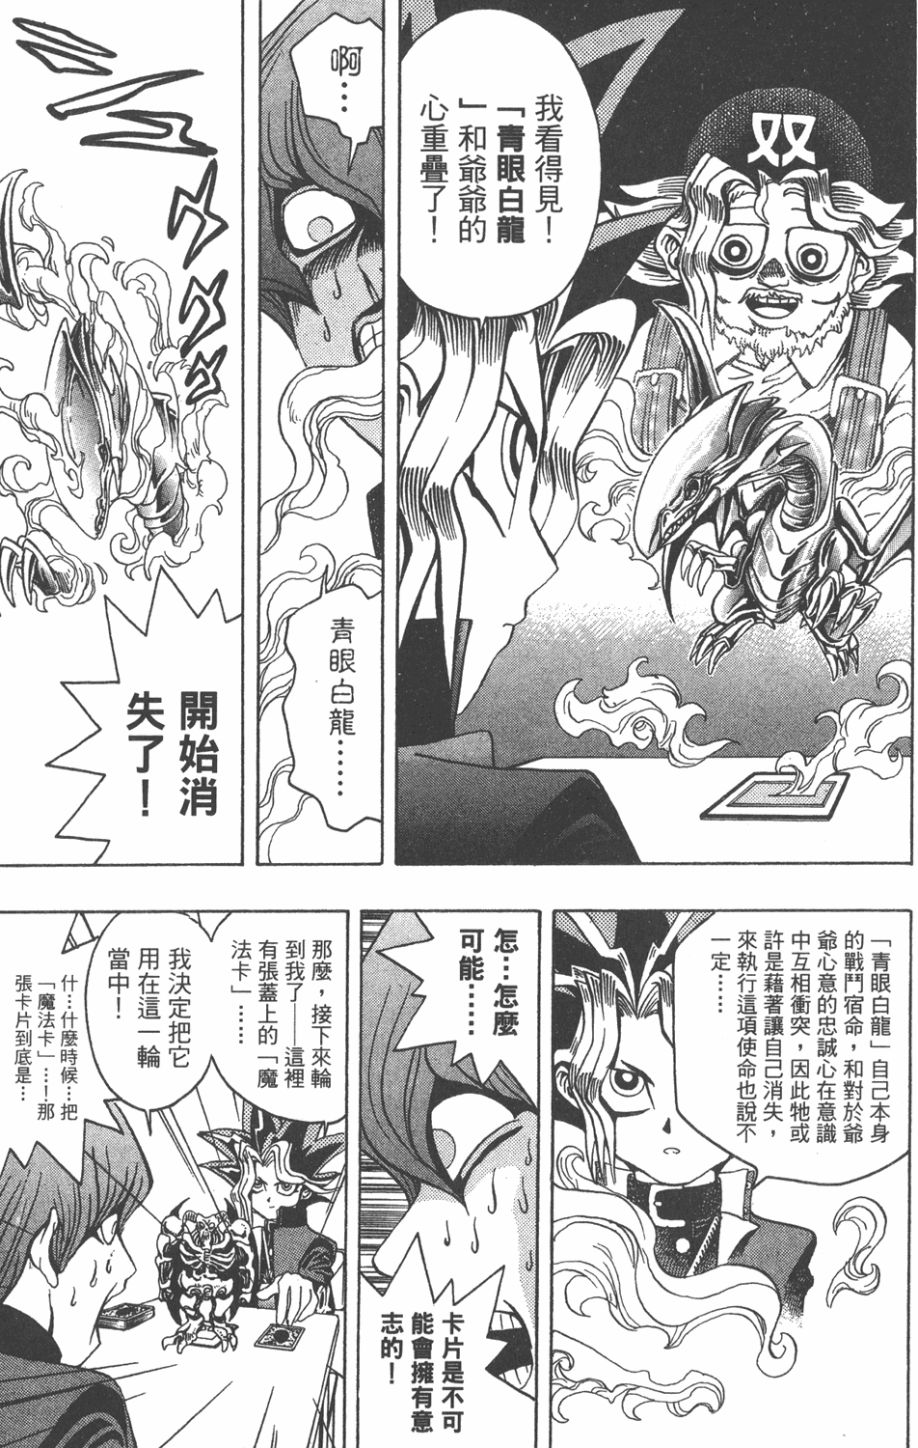 双
我看得見！
「青眼白龍
」和爺爺的
心重疊了！
啊…
青眼白龍……
開始消
失了！
「青眼白龍」自己本身
的戰鬥宿命，和對於爺
爺心意的忠誠心在意識
中互相衝突，因此牠或
許是藉著讓自己消失，
來執行這項使命也說不
一定……
怎…怎麼
可能……
卡片是不可
能會擁有意
志的！
那麼，接下來輪
到我了——這裡
有張蓋上的「魔
法卡」……
我決定把它
用在這一輪
當中！
什…什麼時候…把
「魔法卡」…！那
張卡片到底是…